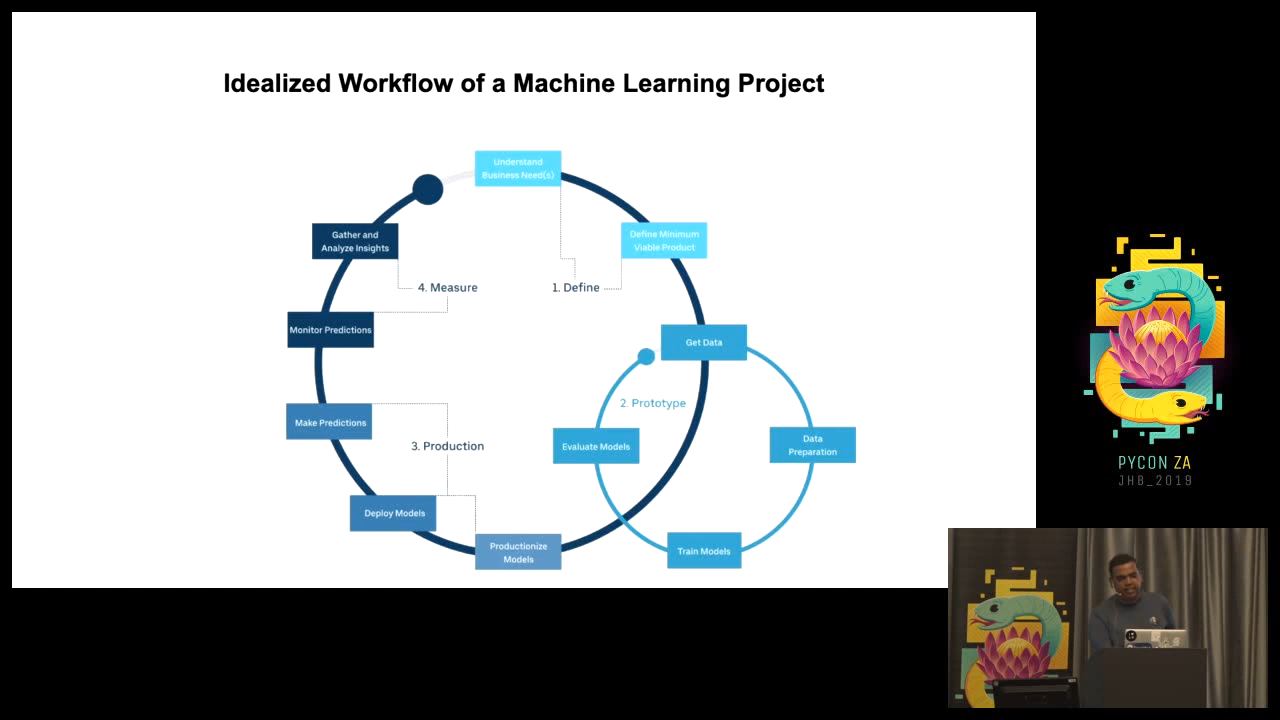 Idealized Workflow of a Machine Learning Project
Understand
Business Need(s)
Define Minimum
Viable Product
Gather and
Analyze Insights
4. Measure
1. Define
Monitor Predictions
Get Data
2. Prototype
Make Predictions
3. Production
Evaluate Models
Data
Preparation
Deploy Models
Productionize
Models
Train Models
PYCON ZA
JHB_2019